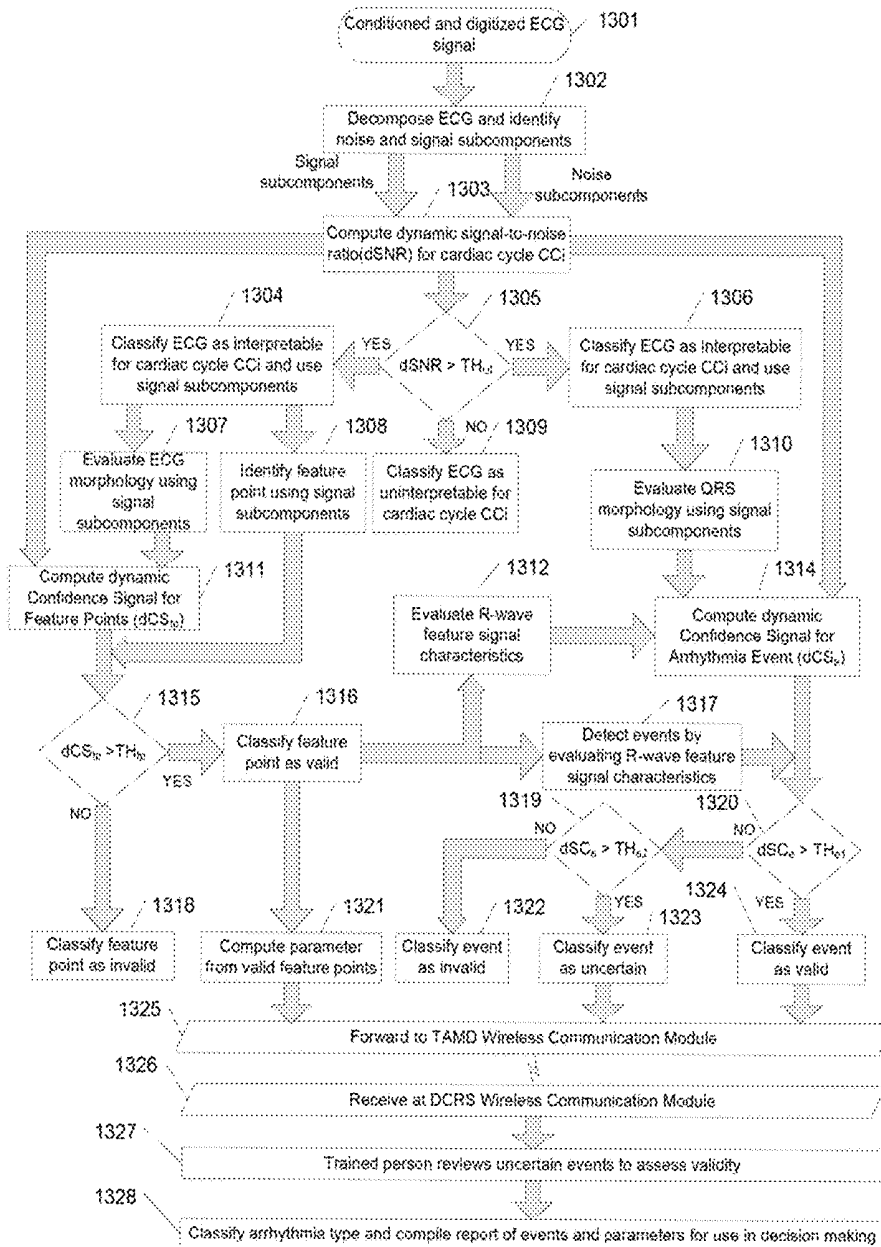 Conditioned and digitized ECG
signal
1301
1302
Decompose ECG and identify
noise and signal subcomponents
Signal
subcomponents
1303
Noise
subcomponents
Compute dynamic signal-to-noise
ratio(dSNR) for cardiac cycle CCi
1304
1305
1306
Classify ECG as interpretable
for cardiac cycle CCi and use
signal subcomponents
YES
dSNR > TH
YES
Classify ECG as interpretable
for cardiac cycle CCi and use
signal subcomponents
1307
1308
NO
1309
1310
Evaluate ECG
morphology using
signal
subcomponents
Identify feature
point using signal
subcomponents
Classify ECG as
uninterpretable for
cardiac cycle CCi
Evaluate QRS
morphology using signal
subcomponents
1311
1312
1314
Compute dynamic
Confidence Signal for
Feature Points (dCSfp)
Evaluate R-wave
feature signal
characteristics
Compute dynamic
Confidence Signal for
Arrhythmia Event (dCS
1315
1316
1317
dCSfp >THfp
YES
Classify feature
point as valid
Detect events by
evaluating R-wave feature
signal characteristics
NO
1319
1320
NO
dSCe > THe2
NO
dSCe > THe1
1318
1321
1322
YES
1323
1324
YES
Classify feature
point as invalid
Compute parameter
from valid feature points
Classify event
as invalid
Classify event
as uncertain
Classify event
as valid
1325
Forward to TAMD Wireless Communication Module
1326
Receive at DCRS Wireless Communication Module
1327
Trained person reviews uncertain events to assess validity
1328
Classify arrhythmia type and compile report of events and parameters for use in decision making